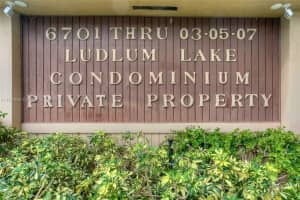 6701 THRU 03-05-07
LUDLUM LAKE
CONDOMINIUM
PRIVATE PROPERTY